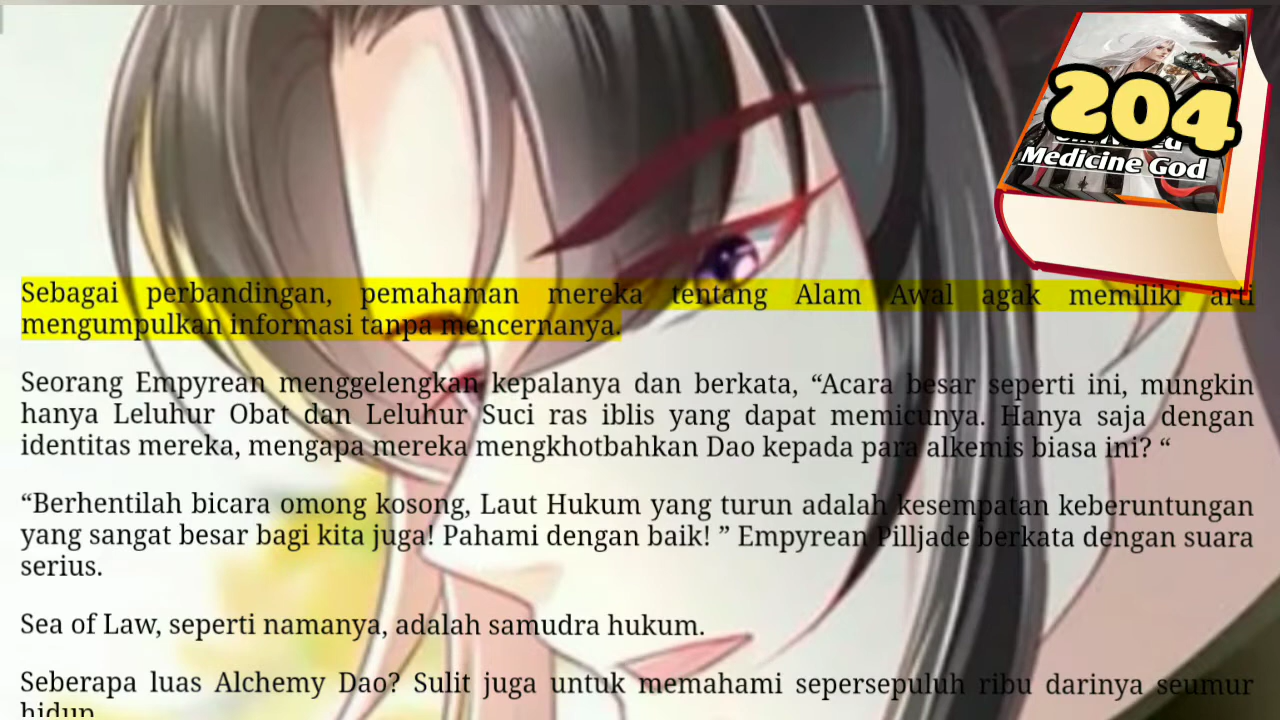 204
Medicine God
Sebagai perbandingan, pemahaman mereka tentang Alam Awal agak memiliki arti
mengumpulkan informasi tanpa mencernanya.
Seorang Empyrean menggelengkan kepalanya dan berkata, “Acara besar seperti ini, mungkin
hanya Leluhur Obat dan Leluhur Suci ras iblis yang dapat memicunya. Hanya saja dengan
identitas mereka, mengapa mereka mengkhotbahkan Dao kepada para alkemis biasa ini? “
“Berhentilah bicara omong kosong, Laut Hukum yang turun adalah kesempatan keberuntungan
yang sangat besar bagi kita juga! Pahami dengan baik! ” Empyrean Pilljade berkata dengan suara
serius.
Sea of Law, seperti namanya, adalah samudra hukum.
Seberapa luas Alchemy Dao? Sulit juga untuk memahami sepersepuluh ribu darinya seumur
hidup